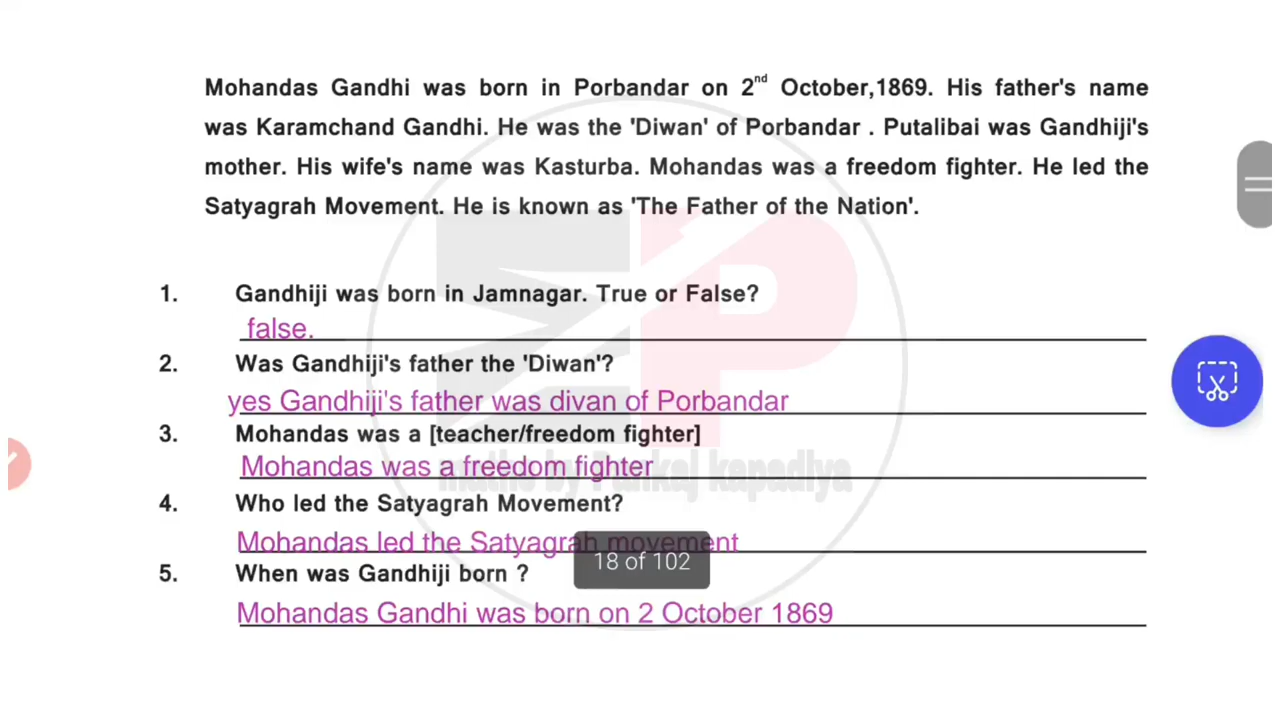 Mohandas Gandhi was born in Porbandar on 2nd October,1869. His father's name
was Karamchand Gandhi. He was the 'Diwan' of Porbandar . Putalibai was Gandhiji's
mother. His wife's name was Kasturba. Mohandas was a freedom fighter. He led the
Satyagrah Movement. He is known as 'The Father of the Nation'.
1. Gandhiji was born in Jamnagar. True or False?
false.
2. Was Gandhiji's father the 'Diwan'?
yes Gandhiji's father was divan of Porbandar
3. Mohandas was a [teacher/freedom fighter]
Mohandas was a freedom fighter
maths by Pankaj kapadiya
4. Who led the Satyagrah Movement?
Mohandas led the Satyagrah movement
18 of 102
5. When was Gandhiji born ?
Mohandas Gandhi was born on 2 October 1869